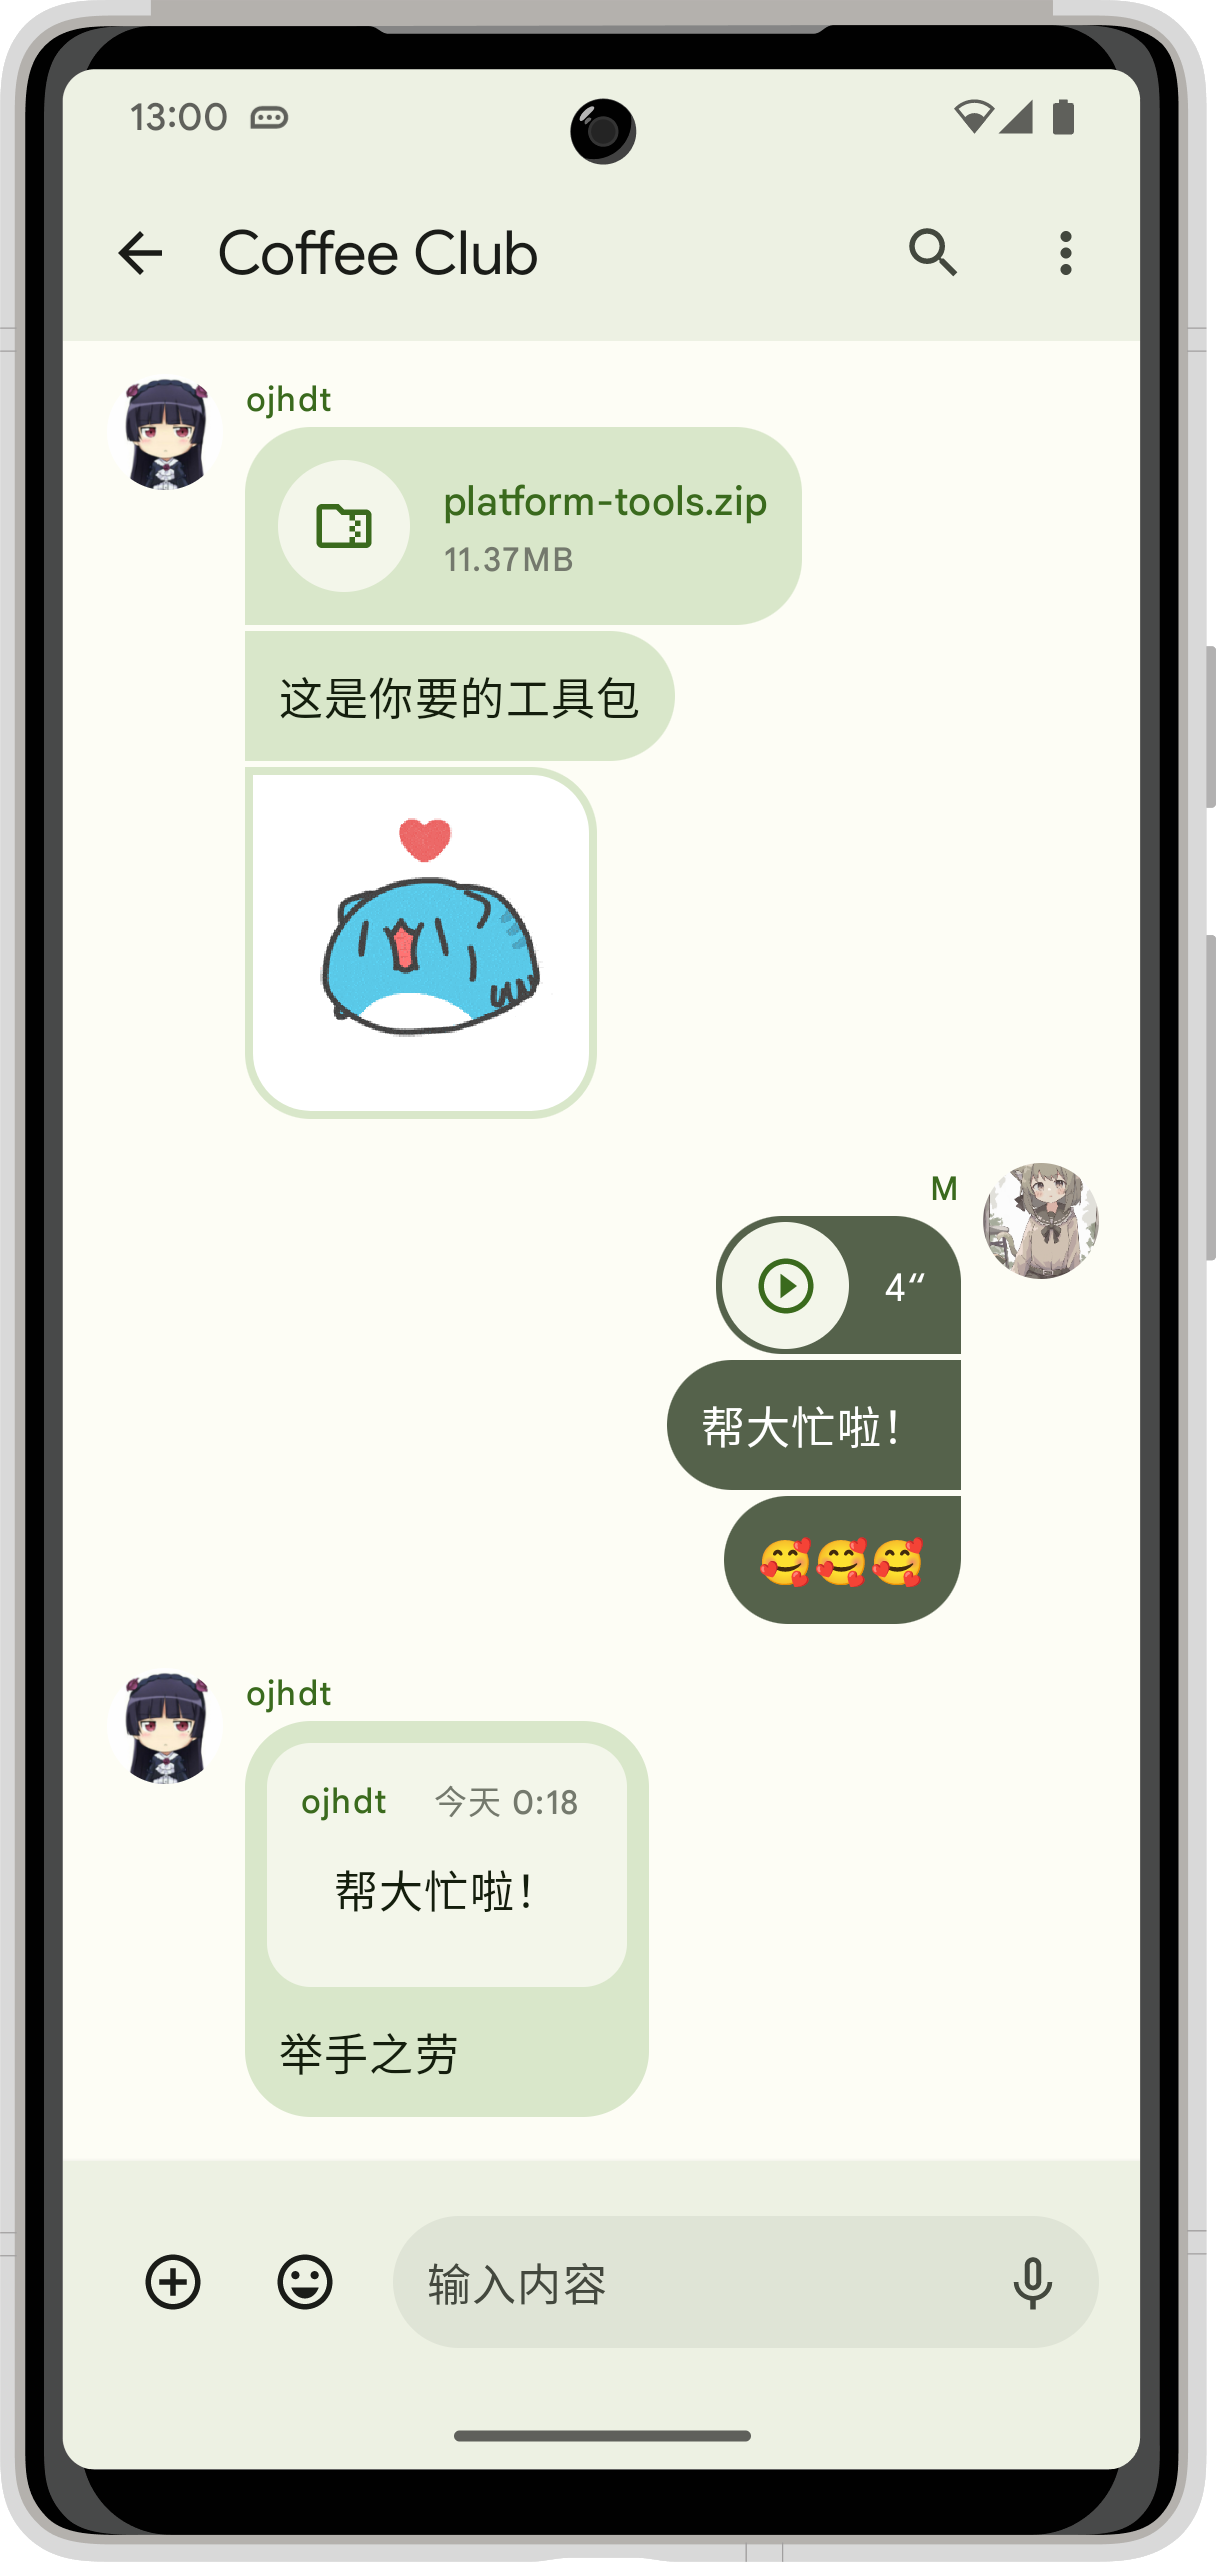 13:00
Coffee Club
ojhdt
platform-tools.zip
11.37MB
这是你要的工具包
M
4“
帮大忙啦！
🥰🥰🥰
ojhdt
ojhdt 今天 0:18
帮大忙啦！
举手之劳
输入内容